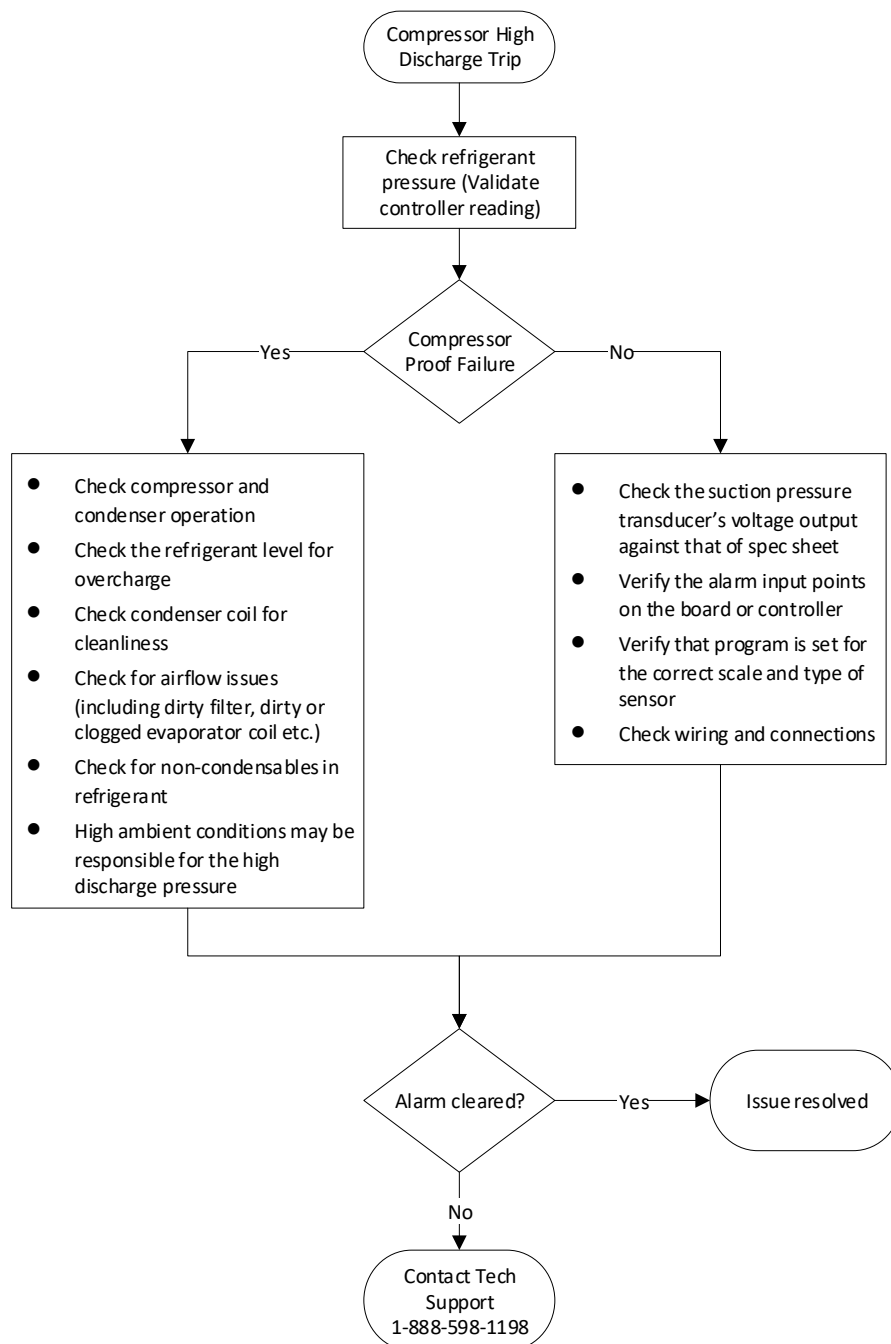 Compressor High
Discharge Trip
Check refrigerant
pressure (Validate
controller reading)
Compressor
Proof Failure
Yes
No
● Check compressor and
condenser operation
● Check the refrigerant level for
overcharge
● Check condenser coil for
cleanliness
● Check for airflow issues
(including dirty filter, dirty or
clogged evaporator coil etc.)
● Check for non-condensables in
refrigerant
● High ambient conditions may be
responsible for the high
discharge pressure
● Check the suction pressure
transducer’s voltage output
against that of spec sheet
● Verify the alarm input points
on the board or controller
● Verify that program is set for
the correct scale and type of
sensor
● Check wiring and connections
Alarm cleared?
Yes
Issue resolved
No
Contact Tech
Support
1-888-598-1198